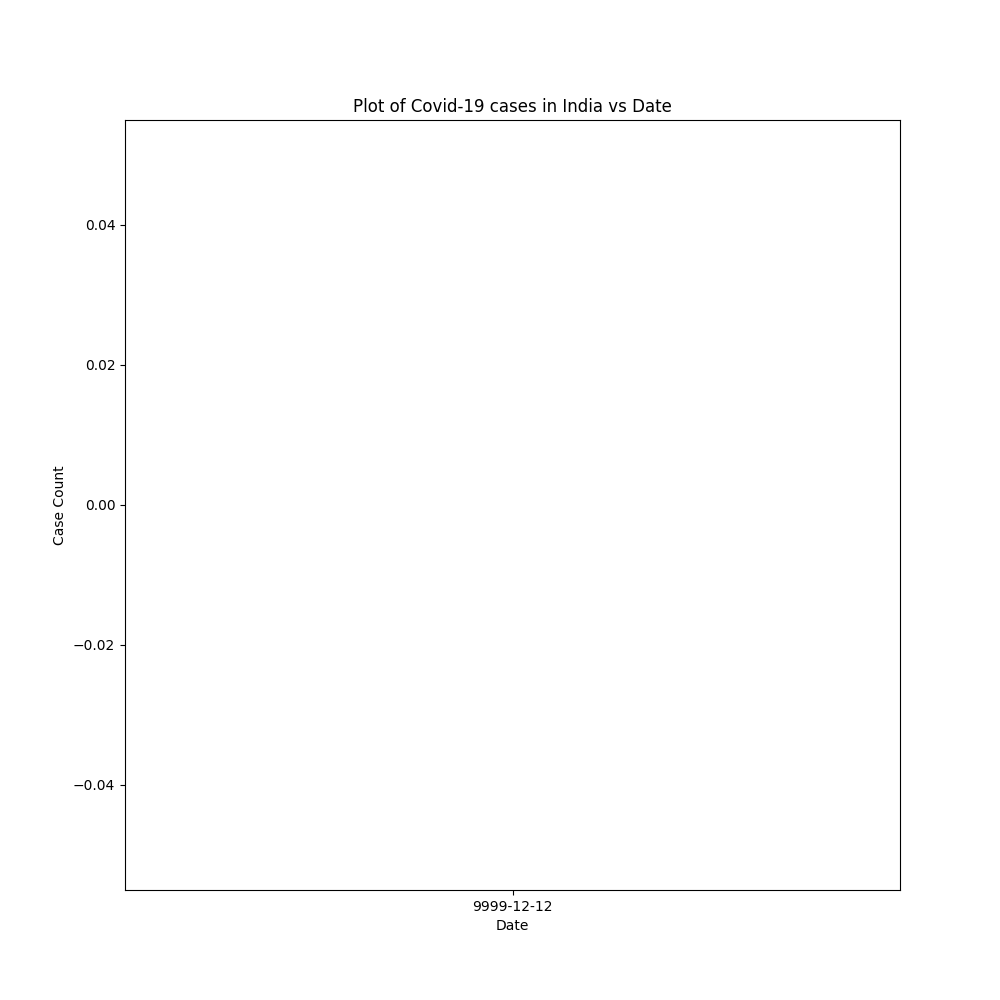 Plot of Covid-19 cases in India vs Date
0.04
0.02
0.00
−0.02
−0.04
Case Count
9999-12-12
Date